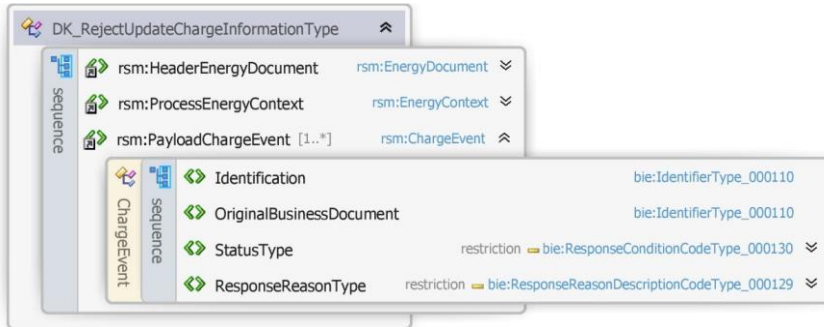 DK_RejectUpdateChargeInformationType
sequence
rsm:HeaderEnergyDocument rsm:EnergyDocument
rsm:ProcessEnergyContext rsm:EnergyContext
rsm:PayloadChargeEvent [1..*] rsm:ChargeEvent
ChargeEvent
sequence
Identification bie:IdentifierType_000110
OriginalBusinessDocument bie:IdentifierType_000110
StatusType restriction bie:ResponseConditionCodeType_000130
ResponseReasonType restriction bie:ResponseReasonDescriptionCodeType_000129